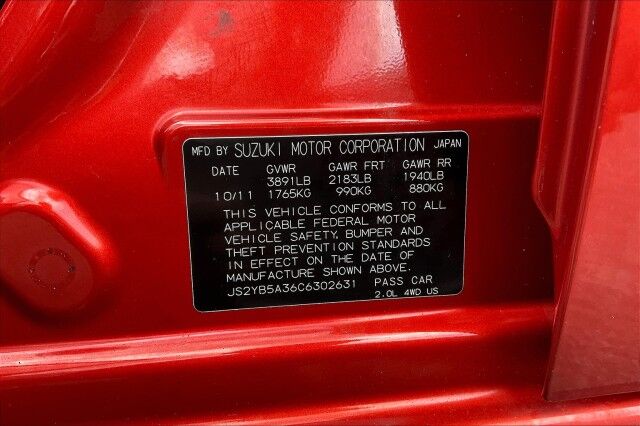 MFD BY SUZUKI MOTOR CORPORATION JAPAN
DATE GVWR GAWR FRT GAWR RR
3891LB 2183LB 1940LB
10/11 1765KG 990KG 880KG
THIS VEHICLE CONFORMS TO ALL
APPLICABLE FEDERAL MOTOR
VEHICLE SAFETY, BUMPER AND
THEFT PREVENTION STANDARDS
IN EFFECT ON THE DATE OF
MANUFACTURE SHOWN ABOVE.
JS2YB5A36C6302631 PASS CAR
2.0L 4WD US